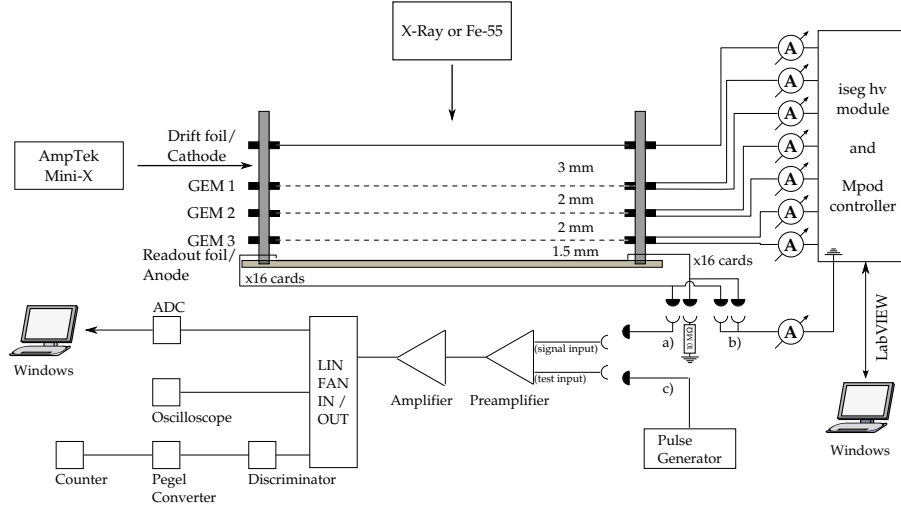 X-Ray or Fe-55
A
iseg hv
module
and
Mpod
controller
A
A
A
A
A
A
AmpTek
Mini-X
Drift foil/
Cathode
3 mm
GEM 1
2 mm
GEM 2
2 mm
GEM 3
1.5 mm
Readout foil/
Anode
x16 cards
x16 cards
ADC
Windows
LIN
FAN
IN /
OUT
Amplifier
Preamplifier
(signal input)
(test input)
a)
10 MΩ
b)
A
c)
LabVIEW
Oscilloscope
Pulse
Generator
Windows
Counter
Pegel
Converter
Discriminator